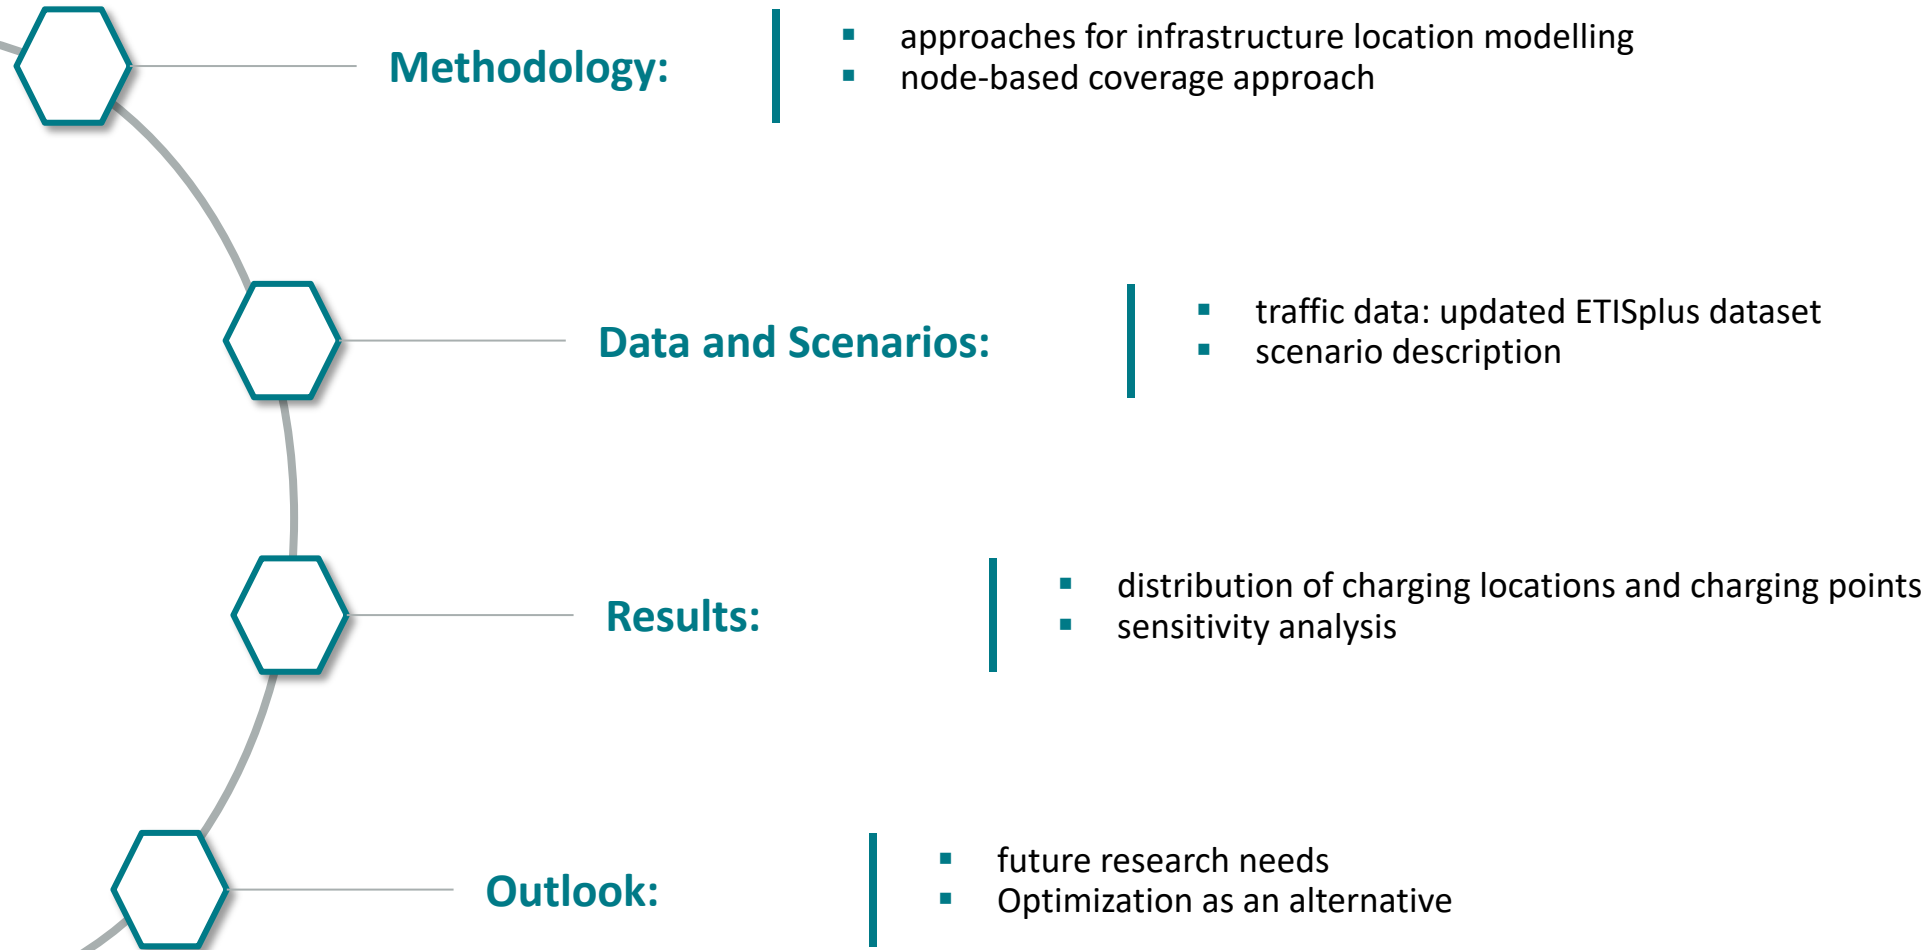 Methodology:
▪ approaches for infrastructure location modelling
▪ node-based coverage approach
Data and Scenarios:
▪ traffic data: updated ETISplus dataset
▪ scenario description
Results:
▪ distribution of charging locations and charging points
▪ sensitivity analysis
Outlook:
▪ future research needs
▪ Optimization as an alternative